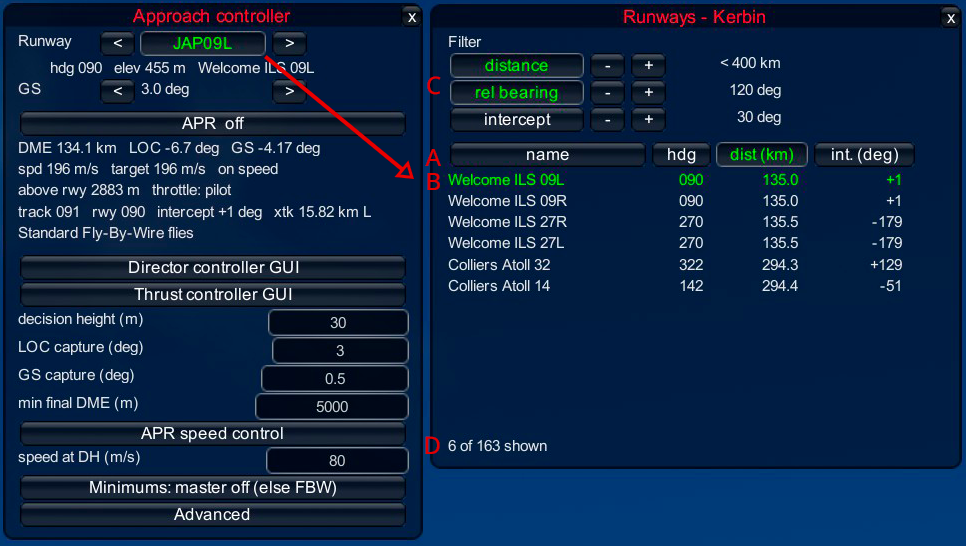 Approach controller x
Runway < JAP09L >
hdg 090 elev 455 m Welcome ILS 09L
GS < 3.0 deg >
APR off
DME 134.1 km LOC -6.7 deg GS -4.17 deg
spd 196 m/s target 196 m/s on speed
above rwy 2883 m throttle: pilot
track 091 rwy 090 intercept +1 deg xtk 15.82 km L
Standard Fly-By-Wire flies
Director controller GUI
Thrust controller GUI
decision height (m) 30
LOC capture (deg) 3
GS capture (deg) 0.5
min final DME (m) 5000
APR speed control
speed at DH (m/s) 80
Minimums: master off (else FBW)
Advanced
Runways - Kerbin x
Filter
distance - + < 400 km
C rel bearing - + 120 deg
intercept - + 30 deg
A name hdg dist (km) int. (deg)
B Welcome ILS 09L 090 135.0 +1
Welcome ILS 09R 090 135.0 +1
Welcome ILS 27R 270 135.5 -179
Welcome ILS 27L 270 135.5 -179
Colliers Atoll 32 322 294.3 +129
Colliers Atoll 14 142 294.4 -51
D 6 of 163 shown